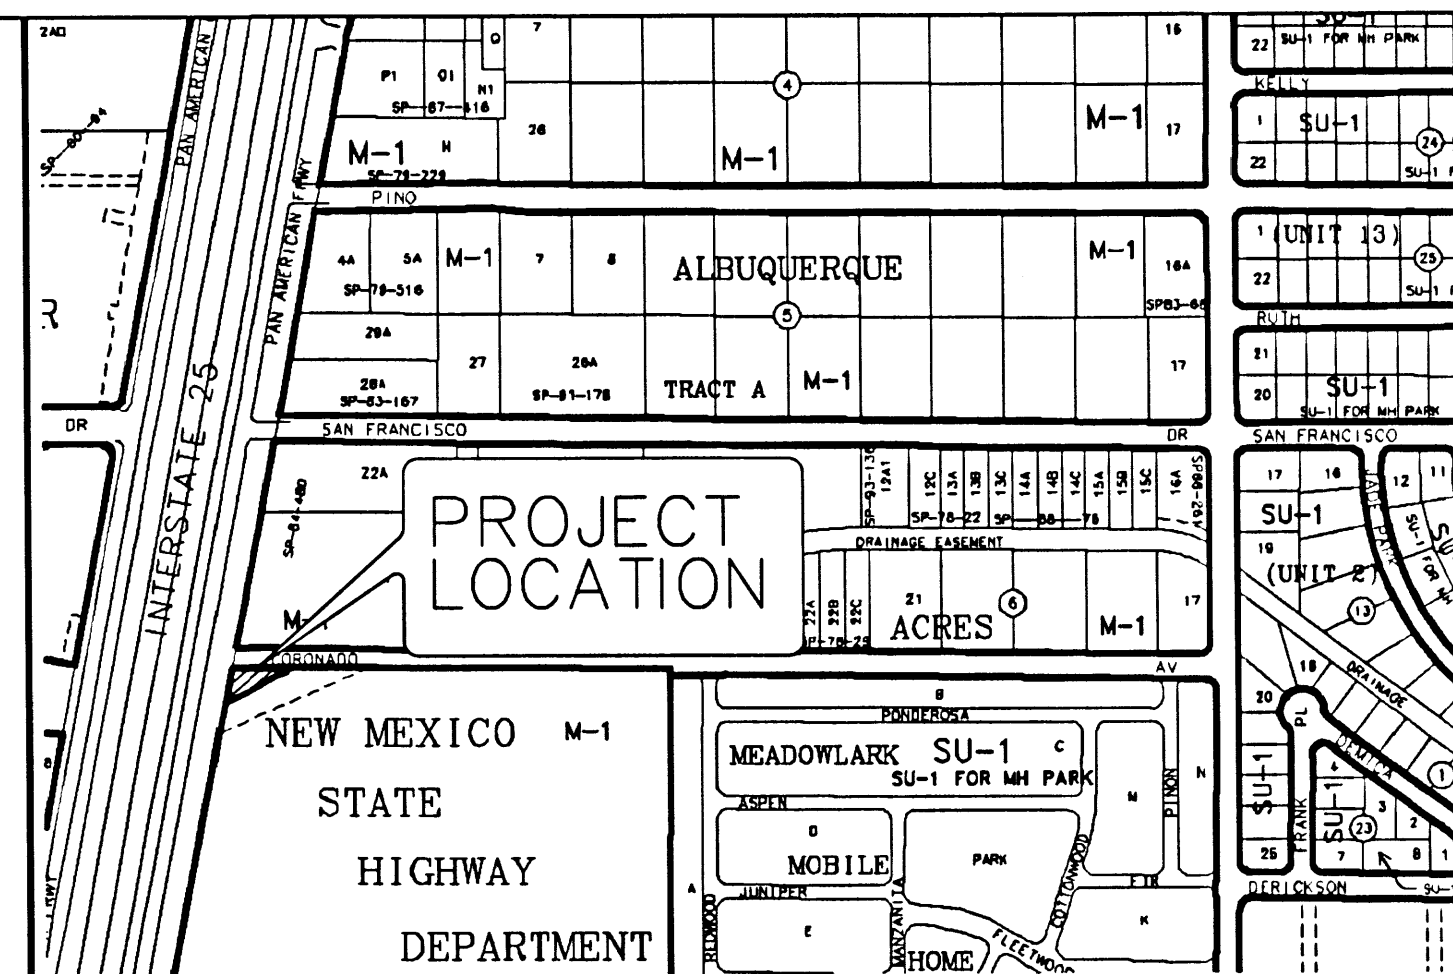 PAN AMERICAN
7
16
SU-1
22
SU-1 FOR MH PARK
P1
O1
N1
SP-80-84
26
M-1
17
KELLY
1
SU-1
24
22
M-1
H
SP-79-229
M-1
4
PINO
PAN AMERICAN FRWY
4A
5A
M-1
7
8
ALBUQUERQUE
M-1
16A
1
(UNIT 13)
25
22
SP-79-516
5
29A
RUTH
27
26A
SP-81-178
TRACT A
M-1
17
21
28A
SP-83-167
20
SU-1
SU-1 FOR MH PARK
INTERSTATE 25
DR
SAN FRANCISCO
DR
SAN FRANCISCO
22A
SP-84-480
PROJECT
LOCATION
12A1
12C
13A
13B
13C
14A
14B
14C
15A
15B
15C
16A
SP-78-22
DRAINAGE EASEMENT
17
16
12
11
SU-1
JADE PARK
19
(UNIT 2)
13
22A
22B
22C
21
6
17
ACRES
M-1
CORONADO
AV
18
DRAINAGE
20
PL
DEMICA
NEW MEXICO
M-1
STATE
HIGHWAY
DEPARTMENT
B
PONDEROSA
MEADOWLARK
SU-1
C
SU-1 FOR MH PARK
ASPEN
M
PINON
N
D
MOBILE
PARK
COTTONWOOD
A
JUNIPER
FIR
REDWOOD
E
MANZANITA
HOME
FLEETWOOD
K
SU-1
FRANK
SU-1
4
3
2
1
23
25
7
8
1
DERICKSON